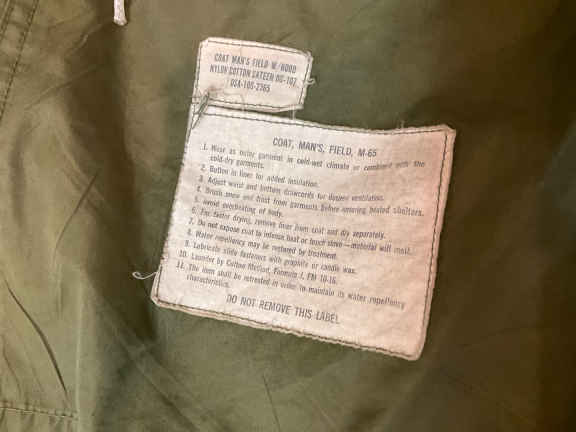 COAT MAN'S FIELD W/HOOD
NYLON COTTON SATEEN OG-107
DSA-100-2365
COAT, MAN'S, FIELD, M-65
1. Wear as outer garment in cold-wet climate or combined with the
cold-dry garments.
2. Button in liner for added insulation.
3. Adjust waist and bottom drawcords for desired ventilation.
4. Brush snow and frost from garments before entering heated shelters.
5. Avoid overheating of body.
6. For faster drying, remove liner from coat and dry separately.
7. Do not expose coat to intense heat or touch stove—material will melt.
8. Water repellency may be restored by treatment.
9. Lubricate slide fasteners with graphite or candle wax.
10. Launder by Cotton Method, Formula I, FM 10-16.
11. The item shall be retreated in order to maintain its water repellency
characteristics.
DO NOT REMOVE THIS LABEL